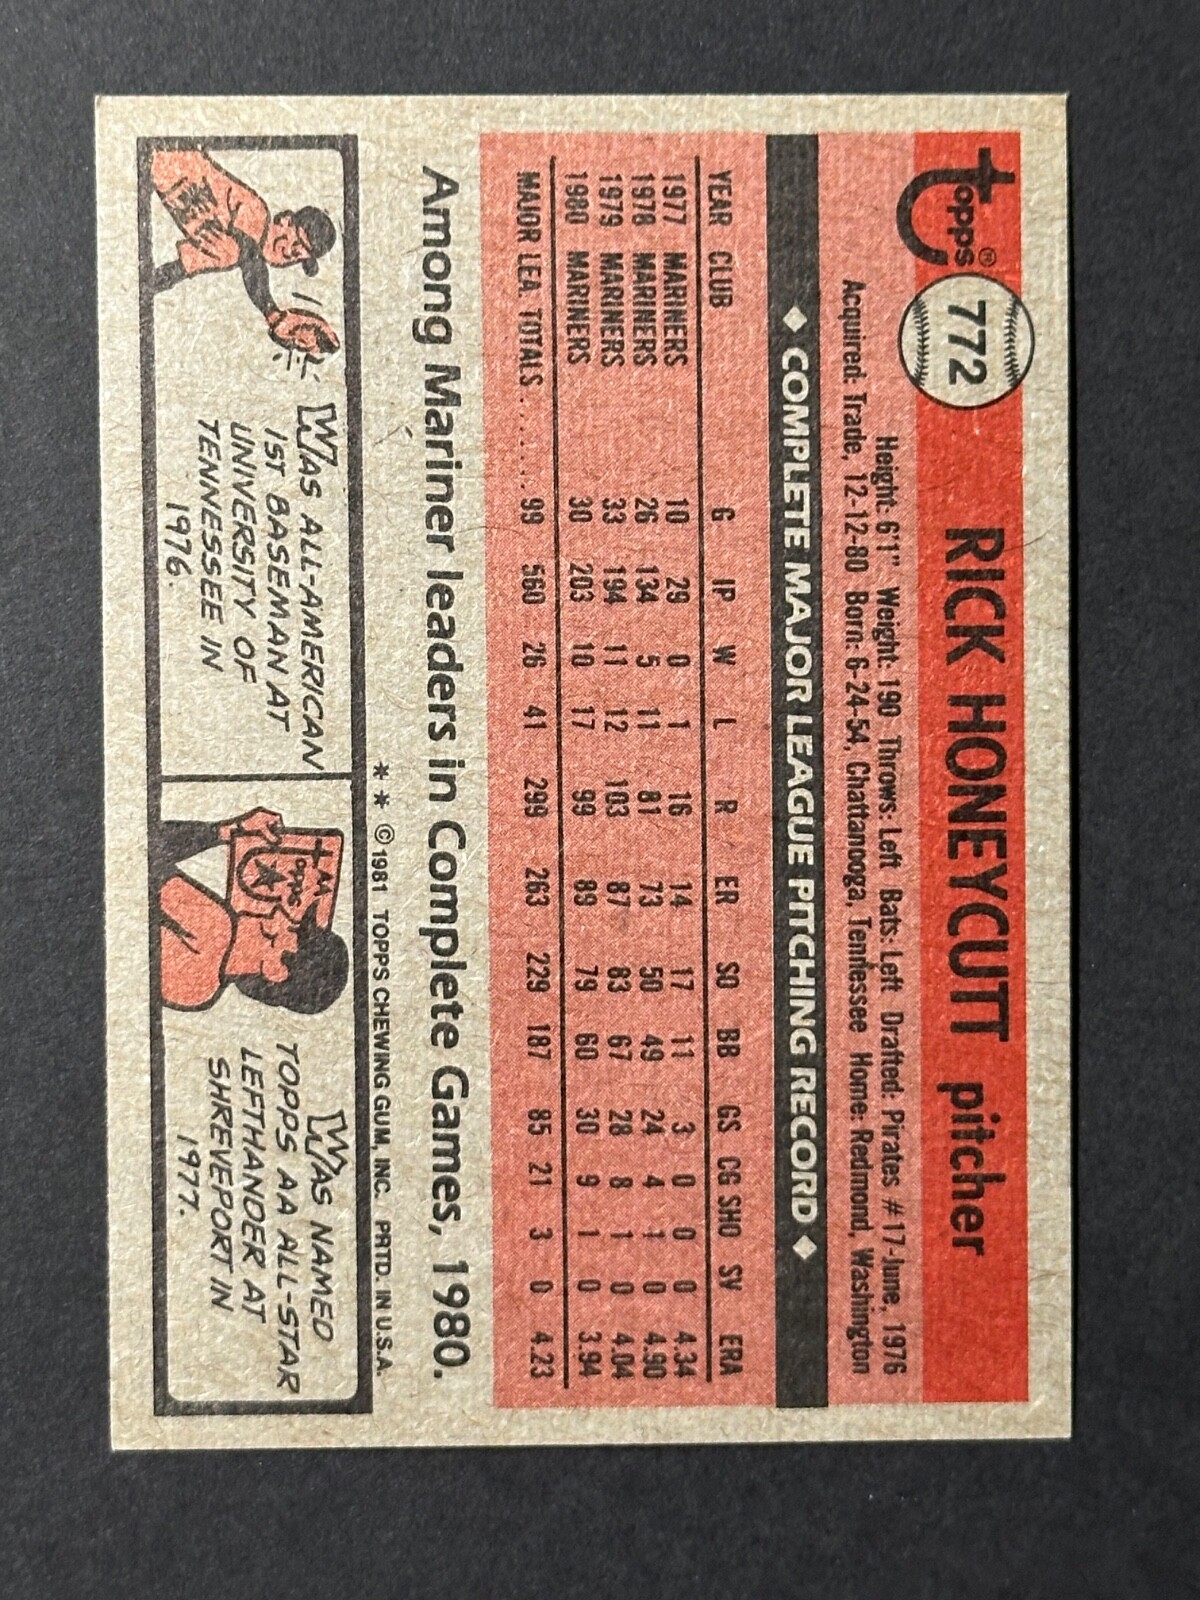 topps®
772
RICK HONEYCUTT pitcher
Height: 6'1" Weight: 190 Throws: Left Bats: Left Drafted: Pirates #17-June, 1976
Acquired: Trade, 12-12-80 Born: 6-24-54, Chattanooga, Tennessee Home: Redmond, Washington
◆ COMPLETE MAJOR LEAGUE PITCHING RECORD ◆
YEAR CLUB G IP W L R ER SO BB GS CG SHO SV ERA
1977 MARINERS 10 29 0 1 16 14 17 11 3 0 0 0 4.34
1978 MARINERS 26 134 5 11 81 73 50 49 24 4 1 0 4.90
1979 MARINERS 33 194 11 12 103 87 83 67 28 8 1 0 4.04
1980 MARINERS 30 203 10 17 99 89 79 60 30 9 1 0 3.94
MAJOR LEA. TOTALS ....... 99 560 26 41 299 263 229 187 85 21 3 0 4.23
Among Mariner leaders in Complete Games, 1980.
** © 1981 TOPPS CHEWING GUM, INC. PRTD. IN U.S.A.
WAS ALL-AMERICAN
1ST BASEMAN AT
UNIVERSITY OF
TENNESSEE IN
1976.
AA
topps
WAS NAMED
TOPPS AA ALL-STAR
LEFTHANDER AT
SHREVEPORT IN
1977.